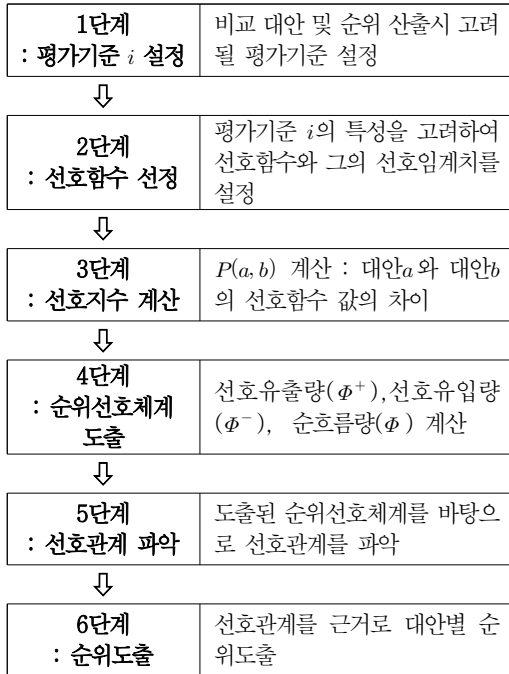 1단계
: 평가기준 i 설정
비교 대안 및 순위 산출시 고려
될 평가기준 설정
2단계
: 선호함수 선정
평가기준 i의 특성을 고려하여
선호함수와 그의 선호임계치를
설정
3단계
: 선호지수 계산
P(a, b) 계산 : 대안a와 대안b
의 선호함수 값의 차이
4단계
: 순위선호체계
도출
선호유출량(Φ⁺),선호유입량
(Φ⁻), 순흐름량(Φ) 계산
5단계
: 선호관계 파악
도출된 순위선호체계를 바탕으
로 선호관계를 파악
6단계
: 순위도출
선호관계를 근거로 대안별 순
위도출